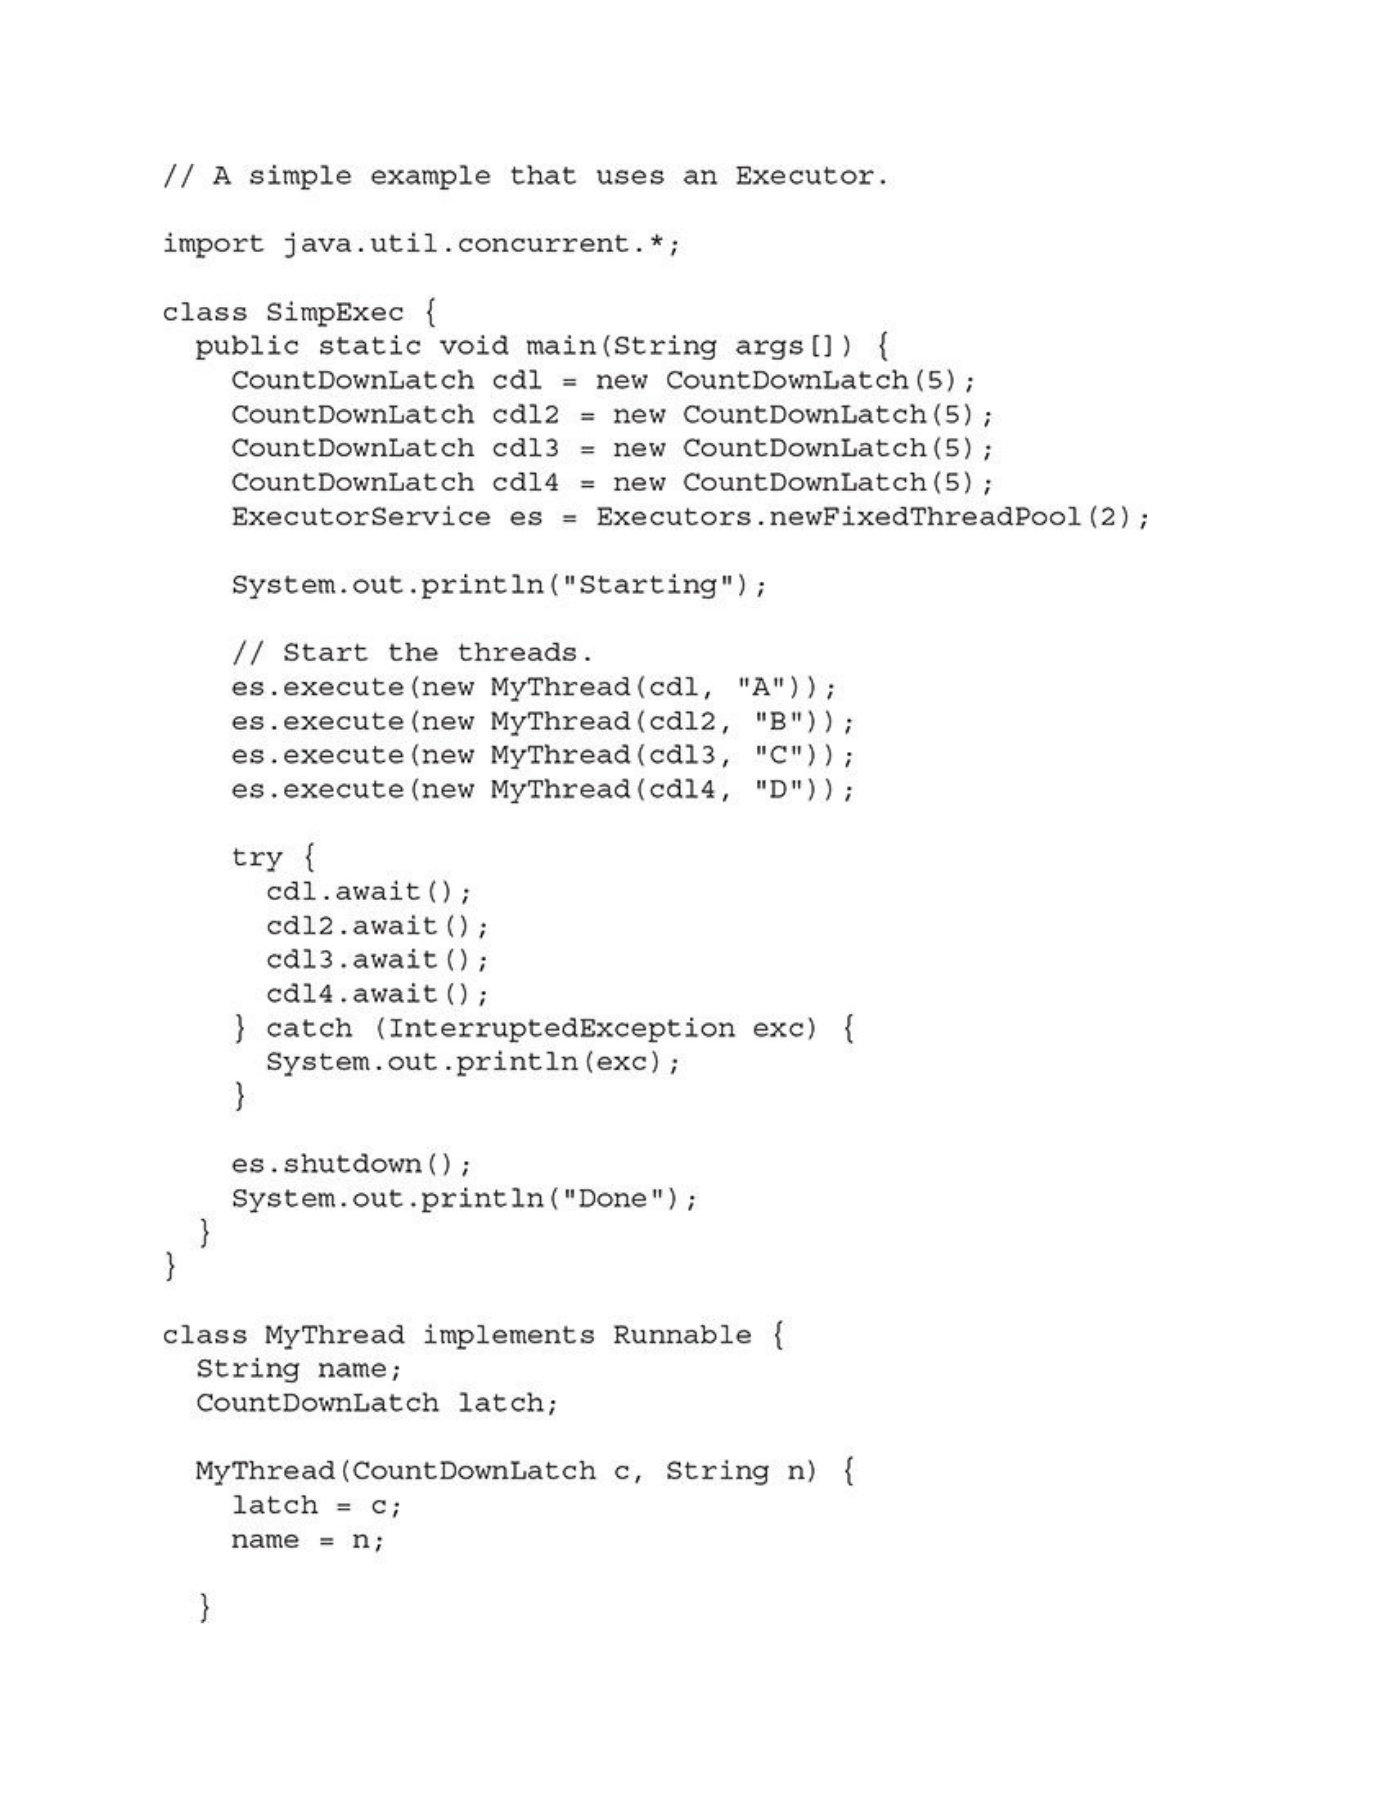 // A simple example that uses an Executor.

import java.util.concurrent.*;

class SimpExec {
  public static void main(String args[]) {
    CountDownLatch cdl = new CountDownLatch(5);
    CountDownLatch cdl2 = new CountDownLatch(5);
    CountDownLatch cdl3 = new CountDownLatch(5);
    CountDownLatch cdl4 = new CountDownLatch(5);
    ExecutorService es = Executors.newFixedThreadPool(2);

    System.out.println("Starting");

    // Start the threads.
    es.execute(new MyThread(cdl, "A"));
    es.execute(new MyThread(cdl2, "B"));
    es.execute(new MyThread(cdl3, "C"));
    es.execute(new MyThread(cdl4, "D"));

    try {
      cdl.await();
      cdl2.await();
      cdl3.await();
      cdl4.await();
    } catch (InterruptedException exc) {
      System.out.println(exc);
    }

    es.shutdown();
    System.out.println("Done");
  }
}

class MyThread implements Runnable {
  String name;
  CountDownLatch latch;

  MyThread(CountDownLatch c, String n) {
    latch = c;
    name = n;

  }